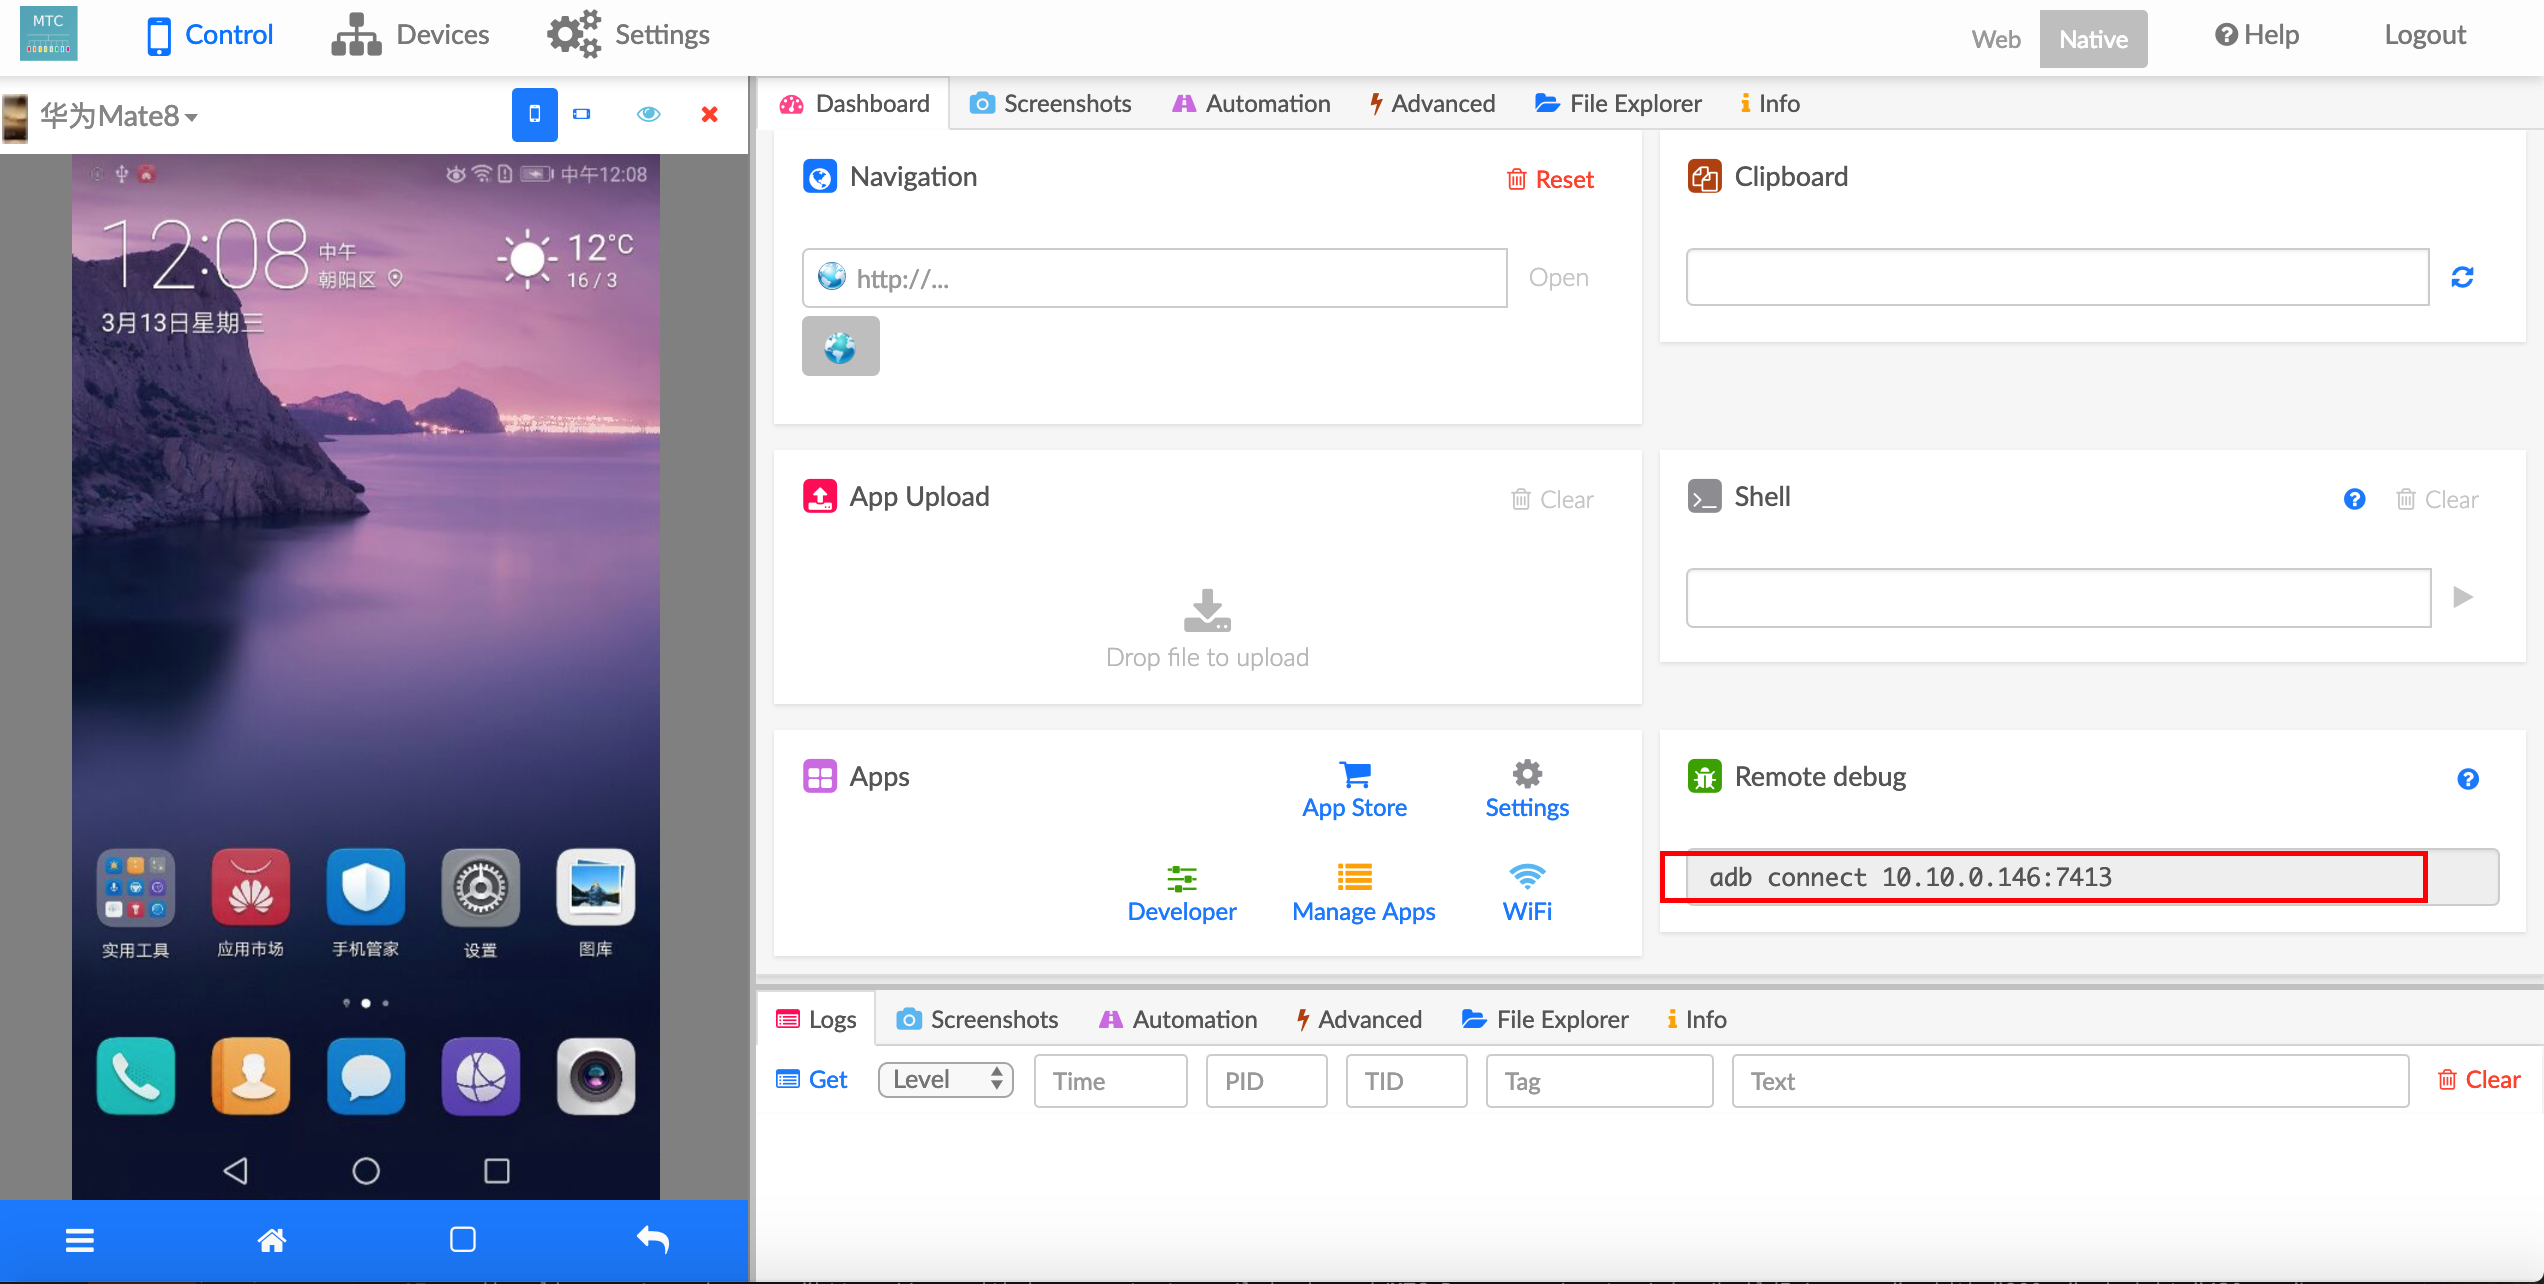 MTC
Control
Devices
Settings
Web
Native
Help
Logout
华为Mate8
Dashboard
Screenshots
Automation
Advanced
File Explorer
Info
中午12:08
12:08
中午
朝阳区
12°C
16 / 3
3月13日星期三
实用工具
应用市场
手机管家
设置
图库
Navigation
Reset
http://...
Open
Clipboard
App Upload
Clear
Drop file to upload
Shell
Clear
Apps
App Store
Settings
Developer
Manage Apps
WiFi
Remote debug
adb connect 10.10.0.146:7413
Logs
Screenshots
Automation
Advanced
File Explorer
Info
Get
Level
Time
PID
TID
Tag
Text
Clear